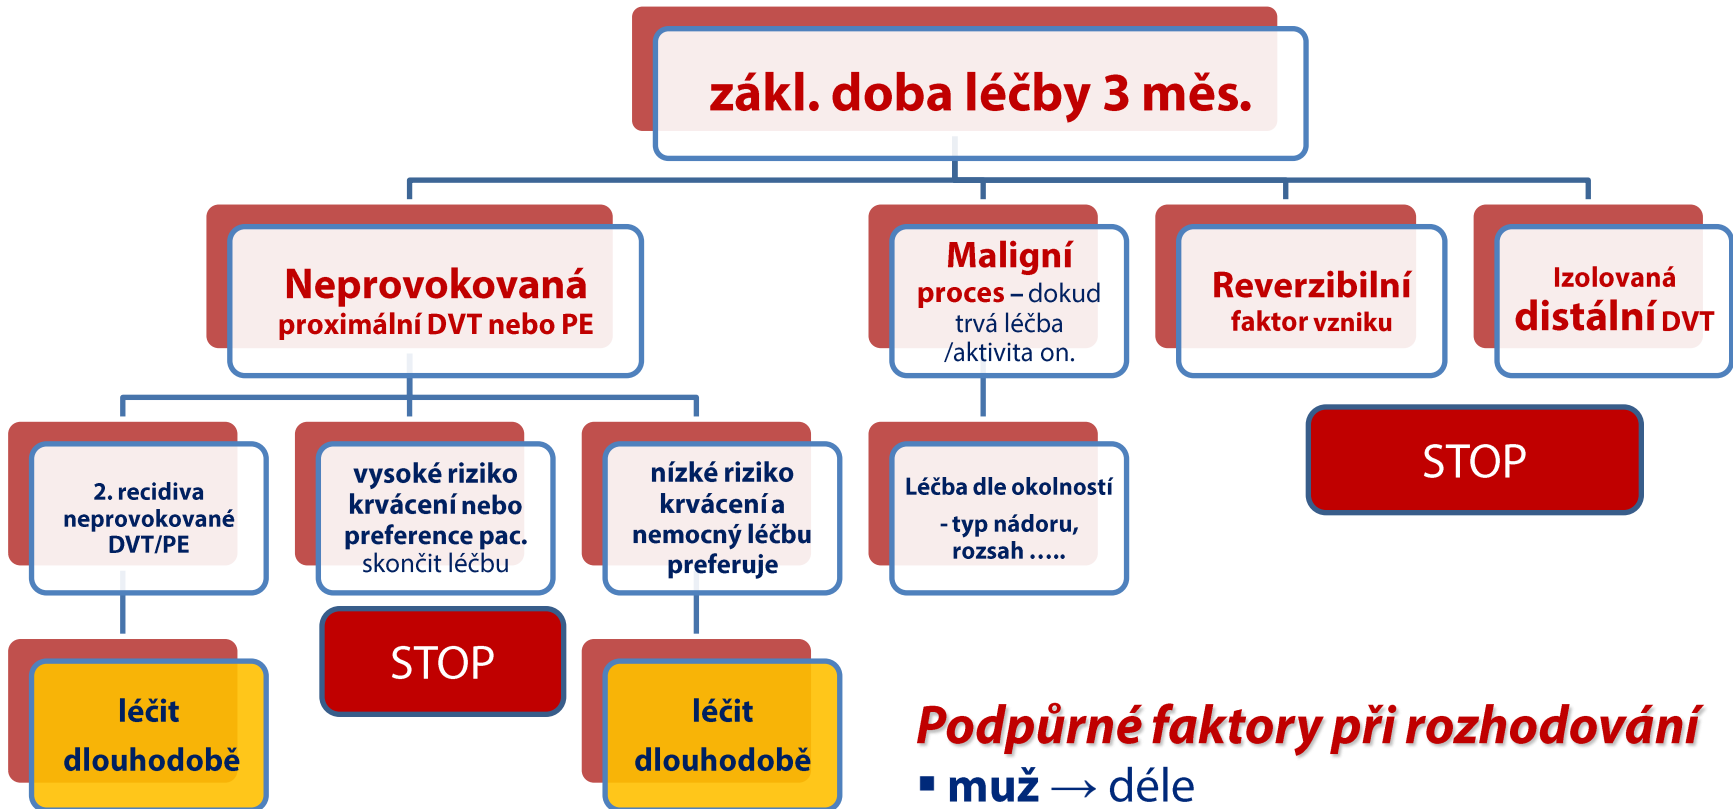 zákl. doba léčby 3 měs.
Neprovokovaná
proximální DVT nebo PE
Maligní
proces – dokud
trvá léčba
/aktivita on.
Reverzibilní
faktor vzniku
Izolovaná
distální DVT
2. recidiva
neprovokované
DVT/PE
vysoké riziko
krvácení nebo
preference pac.
skončit léčbu
nízké riziko
krvácení a
nemocný léčbu
preferuje
Léčba dle okolností
- typ nádoru,
rozsah …..
STOP
léčit
dlouhodobě
STOP
léčit
dlouhodobě
Podpůrné faktory při rozhodování
▪ muž → déle